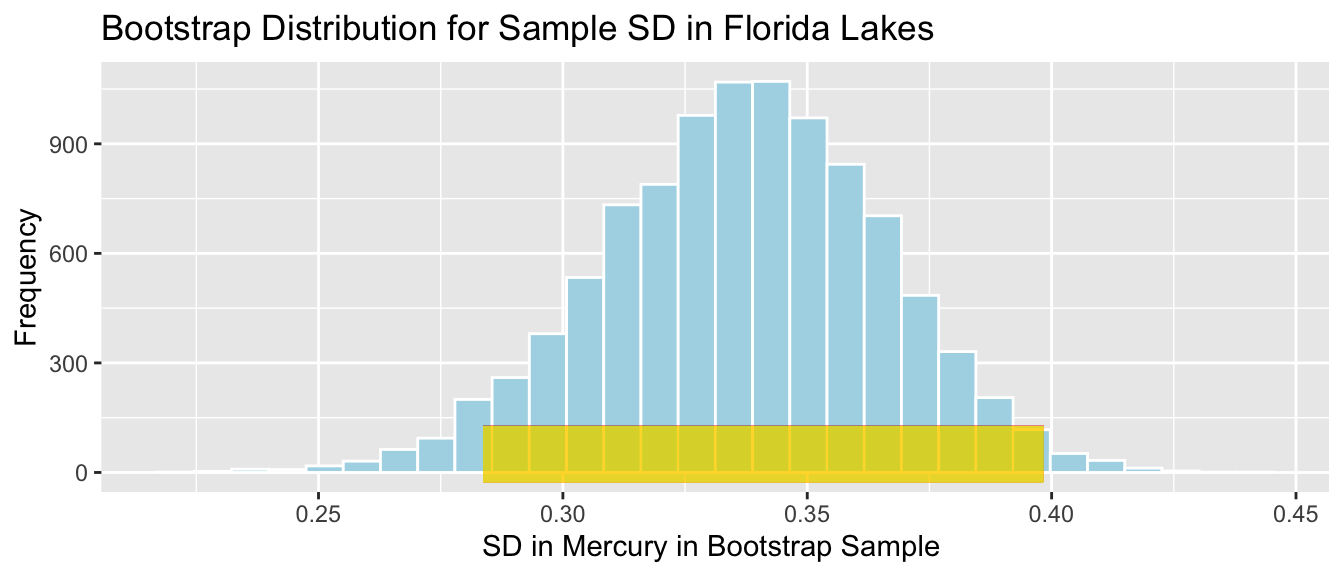 Bootstrap Distribution for Sample SD in Florida Lakes
Frequency
900
600
300
0
0.25 0.30 0.35 0.40 0.45
SD in Mercury in Bootstrap Sample